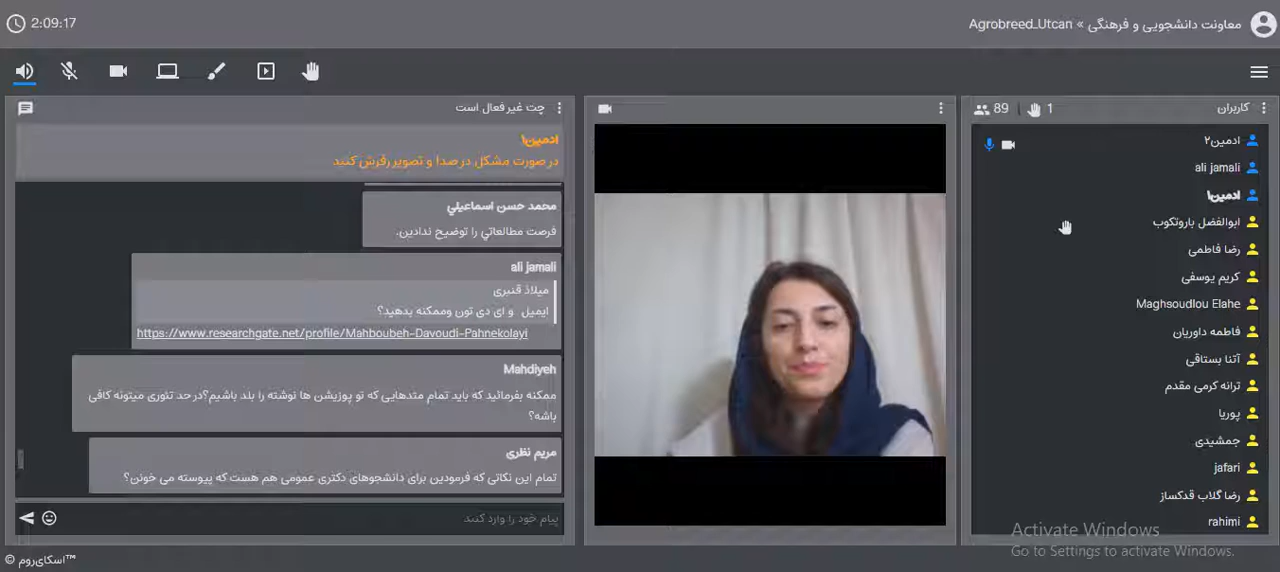 2:09:17
معاونت دانشجویی و فرهنگی » Agrobreed_Utcan
چت غیر فعال است
ادمین۱
در صورت مشکل در صدا و تصویر رفرش کنید
محمد حسن اسماعيلي
فرصت مطالعاتي را توضيح ندادين.
ali jamali
میلاذ قنبری
ایمیل و ای دی تون وممکنه بدهید؟
https://www.researchgate.net/profile/Mahboubeh-Davoudi-Pahnekolayi
Mahdiyeh
ممکنه بفرمائید که باید تمام متدهایی که تو پوزیشن ها نوشته را بلد باشیم؟در حد تئوری میتونه کافی
باشه؟
مریم نظری
تمام این نکاتی که فرمودین برای دانشجوهای دکتری عمومی هم هست که پیوسته می خونن؟
پیام خود را وارد کنید
اسکای‌روم™ ©
کاربران
1
89
ادمین۲
ali jamali
ادمین۱
ابوالفضل باروتکوب
رضا فاطمی
کریم یوسفی
Maghsoudlou Elahe
فاطمه داوریان
آتنا بستاقی
ترانه کرمی مقدم
پوریا
جمشیدی
jafari
رضا گلاب قدکساز
rahimi
Activate Windows
Go to Settings to activate Windows.